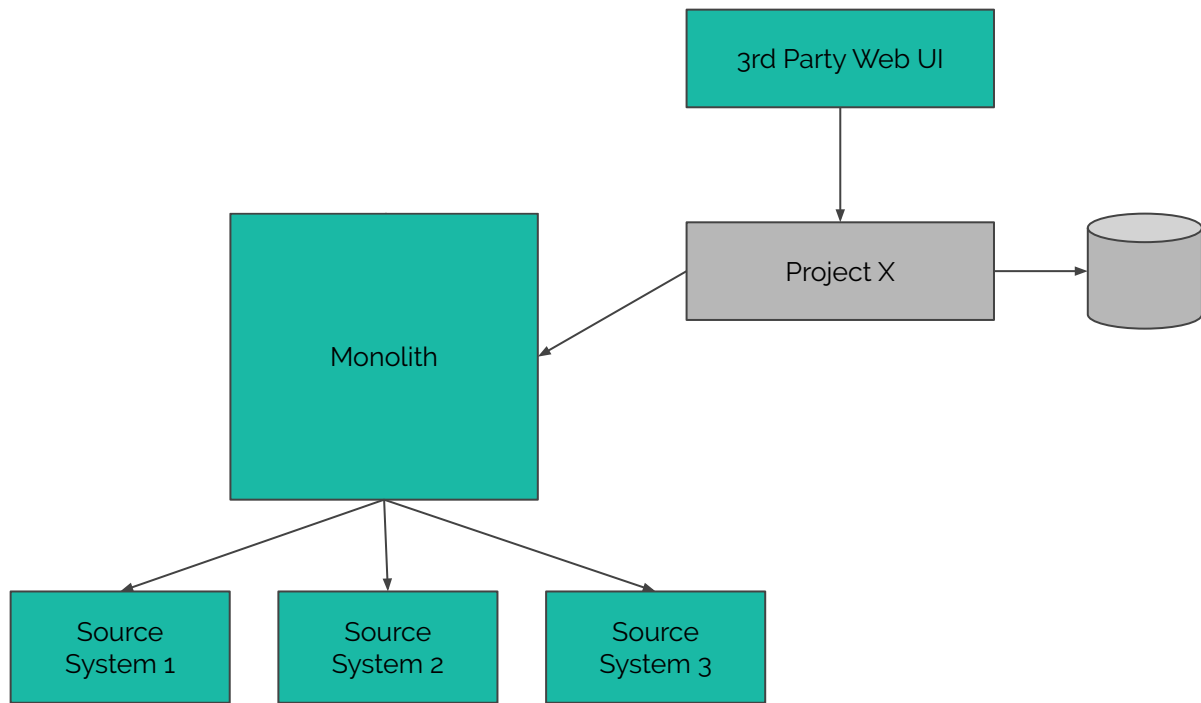 3rd Party Web UI
Project X
Monolith
Source
System 1
Source
System 2
Source
System 3